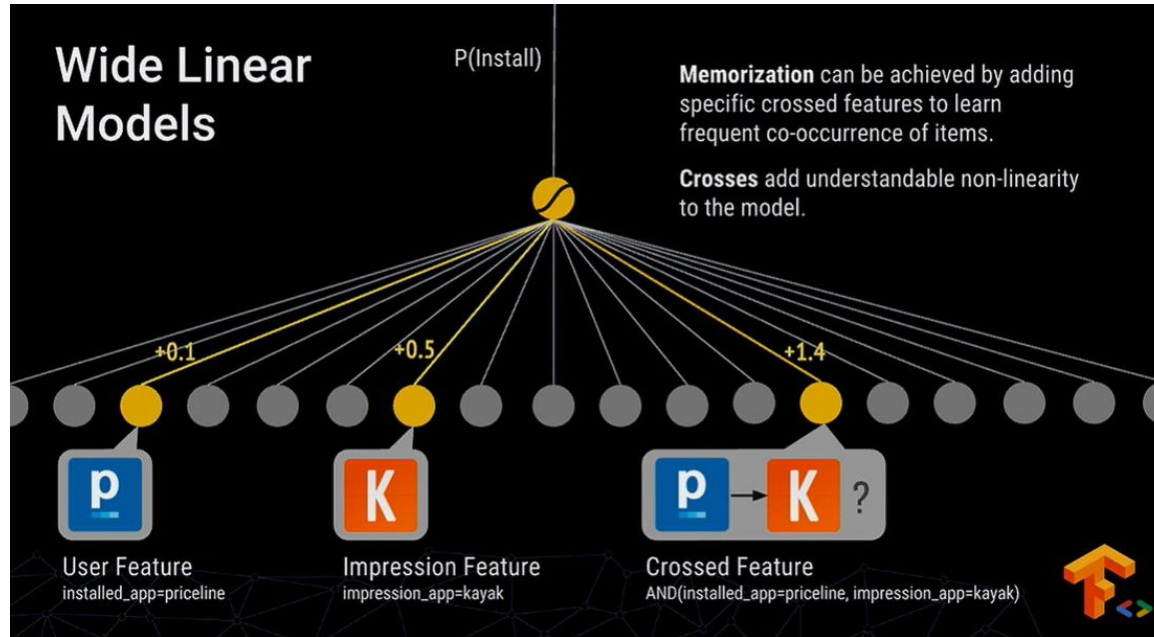 Wide Linear
Models
P(Install)
Memorization can be achieved by adding
specific crossed features to learn
frequent co-occurrence of items.
Crosses add understandable non-linearity
to the model.
+0.1
+0.5
+1.4
p
K
p
K
?
User Feature
installed_app=priceline
Impression Feature
impression_app=kayak
Crossed Feature
AND(installed_app=priceline, impression_app=kayak)